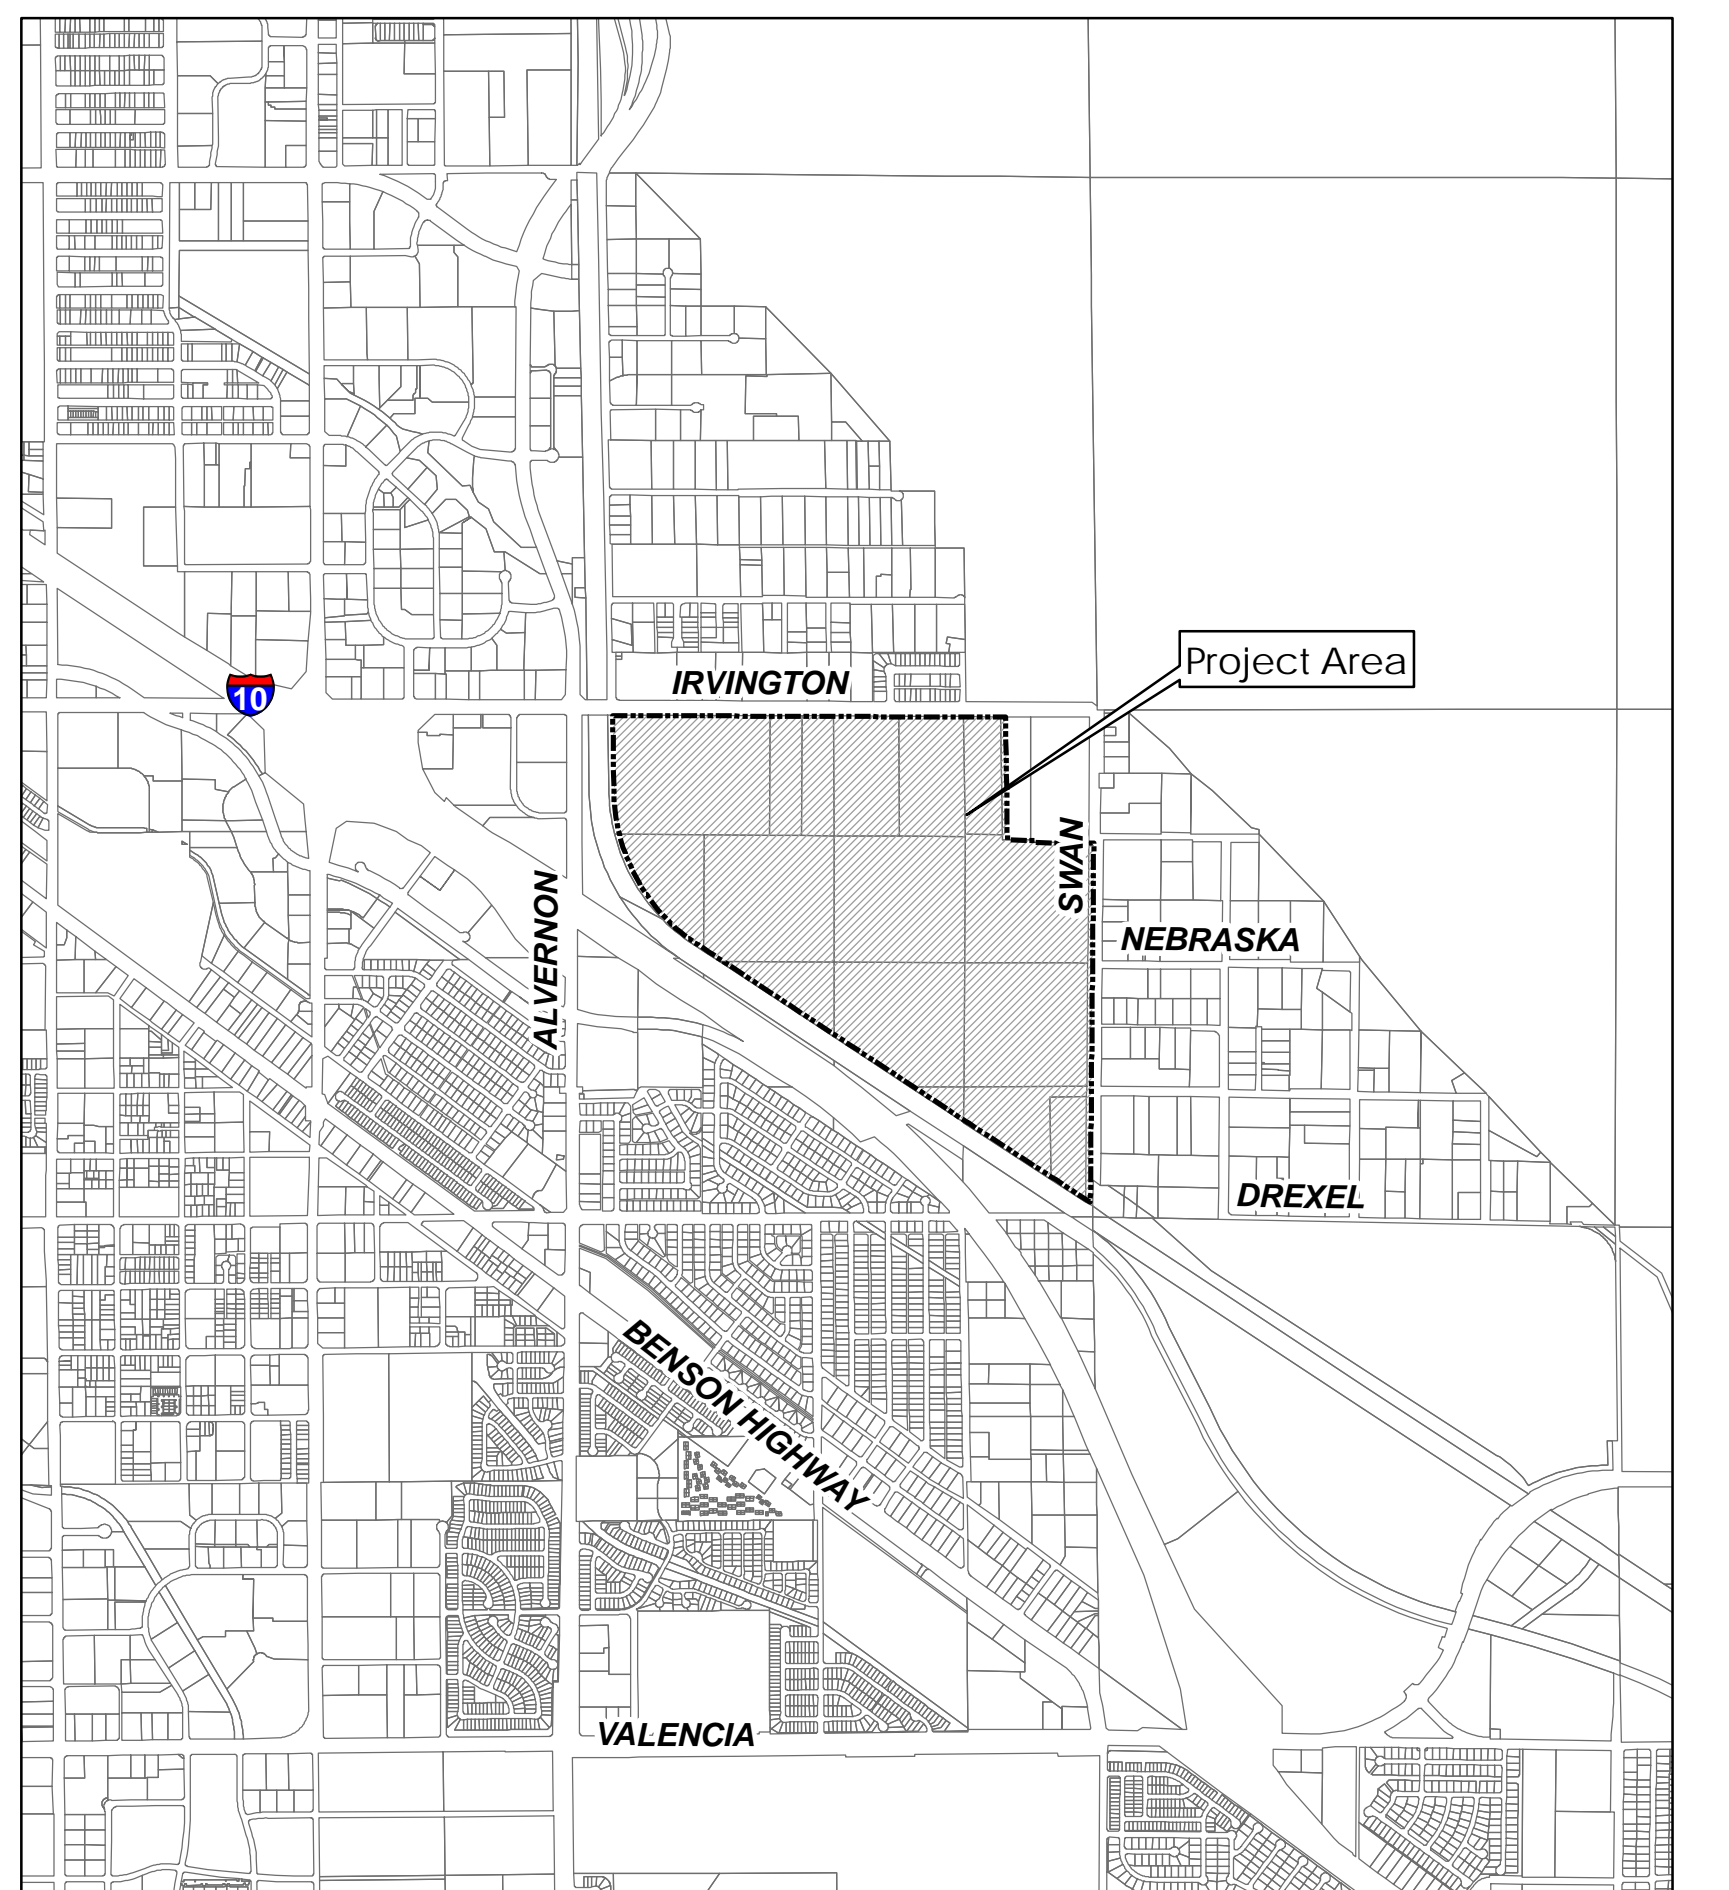 Project Area
IRVINGTON
10
SWAN
ALVERNON
NEBRASKA
DREXEL
BENSON HIGHWAY
VALENCIA